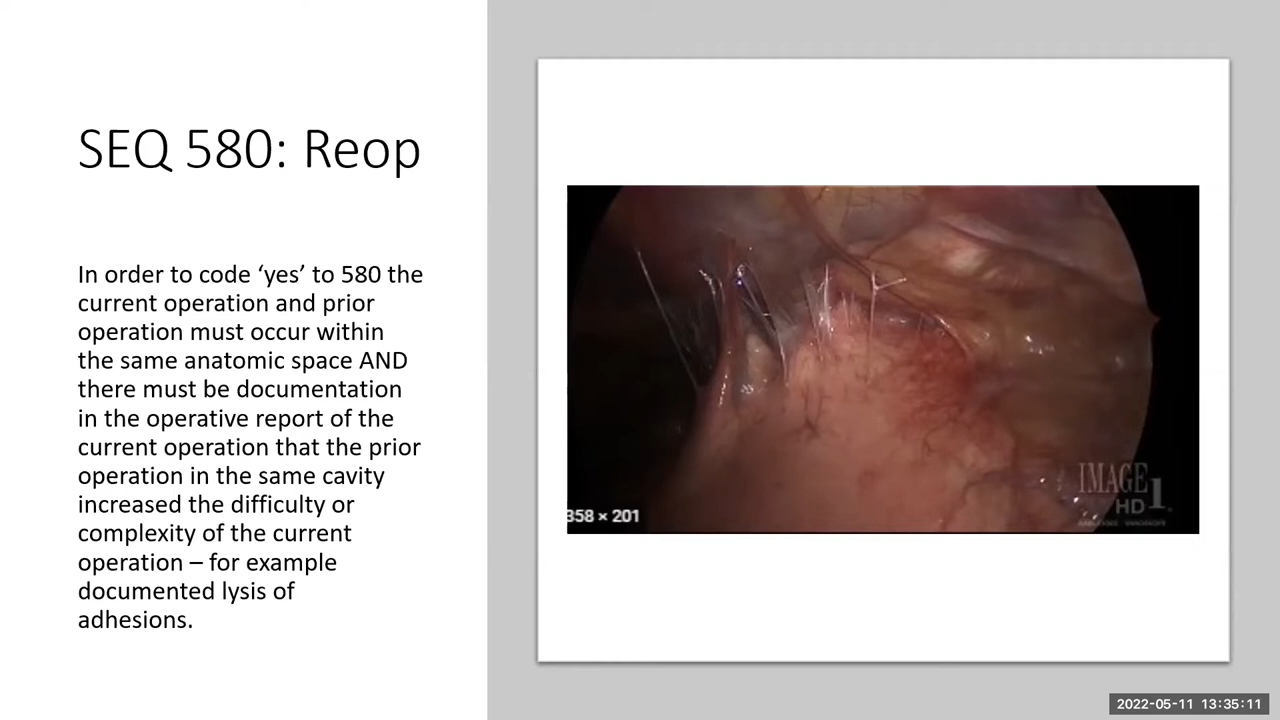 SEQ 580: Reop
In order to code ‘yes’ to 580 the
current operation and prior
operation must occur within
the same anatomic space AND
there must be documentation
in the operative report of the
current operation that the prior
operation in the same cavity
increased the difficulty or
complexity of the current
operation – for example
documented lysis of
adhesions.
IMAGE 1
HD
358 × 201
2022-05-11 13:35:11